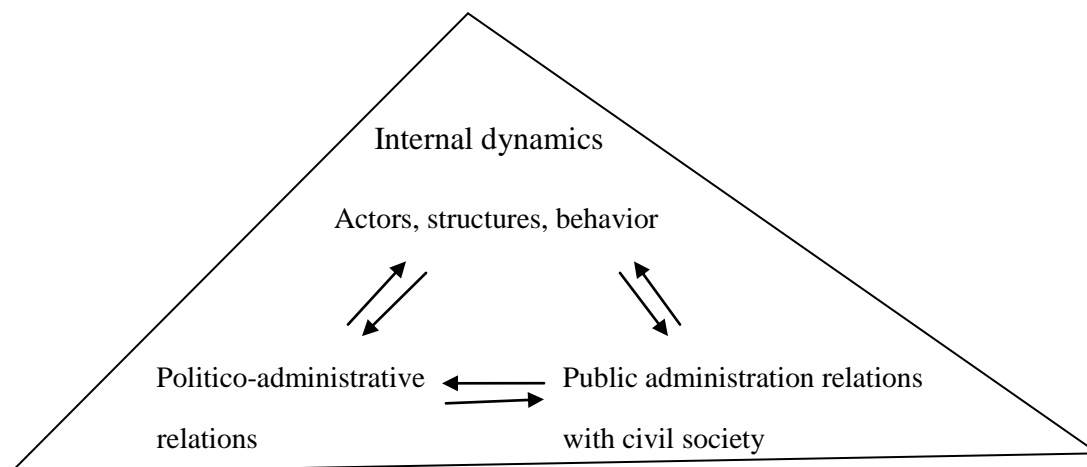 Internal dynamics
Actors, structures, behavior
Politico-administrative
relations
Public administration relations
with civil society